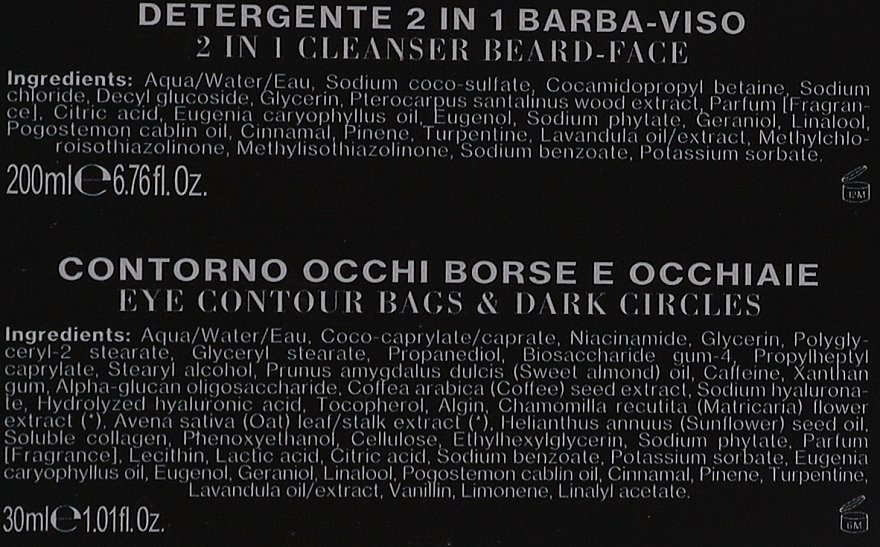 DETERGENTE 2 IN 1 BARBA-VISO
2 IN 1 CLEANSER BEARD-FACE
Ingredients: Aqua/Water/Eau, Sodium coco-sulfate, Cocamidopropyl betaine, Sodium
chloride, Decyl glucoside, Glycerin, Pterocarpus santalinus wood extract, Parfum [Fragran-
ce], Citric acid, Eugenia caryophyllus oil, Eugenol, Sodium phytate, Geraniol, Linalool,
Pogostemon cablin oil, Cinnamal, Pinene, Turpentine, Lavandula oil/extract, Methylchlo-
roisothiazolinone, Methylisothiazolinone, Sodium benzoate, Potassium sorbate.
200ml ℮ 6.76fl. Oz.
12M
CONTORNO OCCHI BORSE E OCCHIAIE
EYE CONTOUR BAGS & DARK CIRCLES
Ingredients: Aqua/Water/Eau, Coco-caprylate/caprate, Niacinamide, Glycerin, Polygly-
ceryl-2 stearate, Glyceryl stearate, Propanediol, Biosaccharide gum-4, Propylheptyl
caprylate, Stearyl alcohol, Prunus amygdalus dulcis (Sweet almond) oil, Caffeine, Xanthan
gum, Alpha-glucan oligosaccharide, Coffea arabica (Coffee) seed extract, Sodium hyalurona-
te, Hydrolyzed hyaluronic acid, Tocopherol, Algin, Chamomilla recutita (Matricaria) flower
extract (*), Avena sativa (Oat) leaf/stalk extract (*), Helianthus annuus (Sunflower) seed oil,
Soluble collagen, Phenoxyethanol, Cellulose, Ethylhexylglycerin, Sodium phytate, Parfum
[Fragrance], Lecithin, Lactic acid, Citric acid, Sodium benzoate, Potassium sorbate, Eugenia
caryophyllus oil, Eugenol, Geraniol, Linalool, Pogostemon cablin oil, Cinnamal, Pinene, Turpentine,
Lavandula oil/extract, Vanillin, Limonene, Linalyl acetate.
30ml ℮ 1.01fl. Oz.
6M